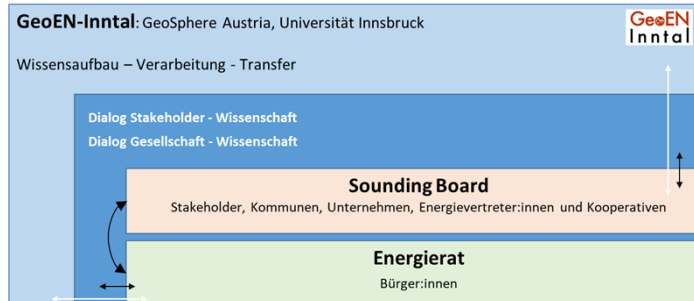 GeoEN-Inntal: GeoSphere Austria, Universität Innsbruck
GeoEN
Inntal
Wissensaufbau – Verarbeitung - Transfer
Dialog Stakeholder - Wissenschaft
Dialog Gesellschaft - Wissenschaft
Sounding Board
Stakeholder, Kommunen, Unternehmen, Energievertreter:innen und Kooperativen
Energierat
Bürger:innen